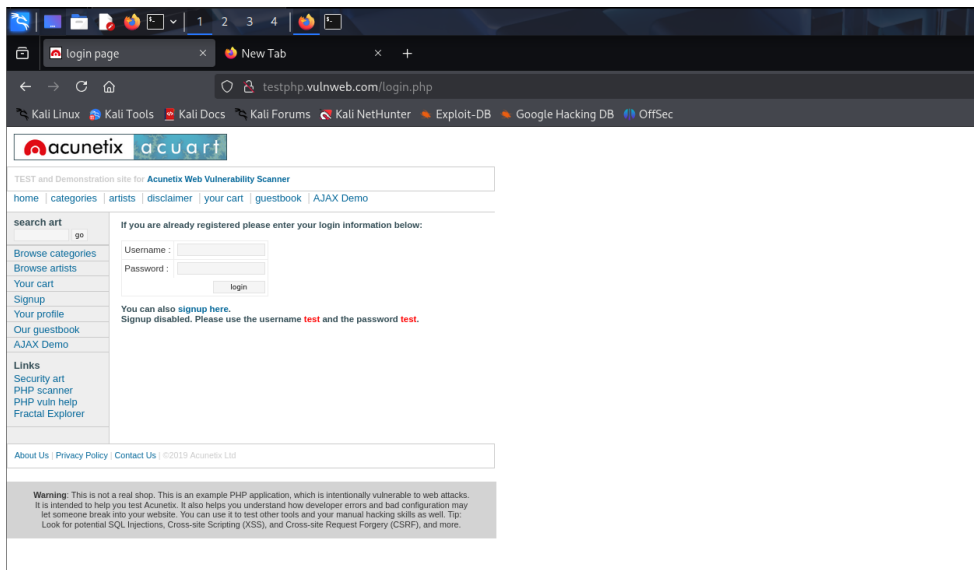 1 2 3 4
login page × New Tab × +
testphp.vulnweb.com/login.php
Kali Linux Kali Tools Kali Docs Kali Forums Kali NetHunter Exploit-DB Google Hacking DB OffSec
acunetix acuart
TEST and Demonstration site for Acunetix Web Vulnerability Scanner
home | categories | artists | disclaimer | your cart | guestbook | AJAX Demo
search art
go
Browse categories
Browse artists
Your cart
Signup
Your profile
Our guestbook
AJAX Demo
Links
Security art
PHP scanner
PHP vuln help
Fractal Explorer
If you are already registered please enter your login information below:
Username :
Password :
login
You can also signup here.
Signup disabled. Please use the username test and the password test.
About Us | Privacy Policy | Contact Us | ©2019 Acunetix Ltd
Warning: This is not a real shop. This is an example PHP application, which is intentionally vulnerable to web attacks.
It is intended to help you test Acunetix. It also helps you understand how developer errors and bad configuration may
let someone break into your website. You can use it to test other tools and your manual hacking skills as well. Tip:
Look for potential SQL Injections, Cross-site Scripting (XSS), and Cross-site Request Forgery (CSRF), and more.